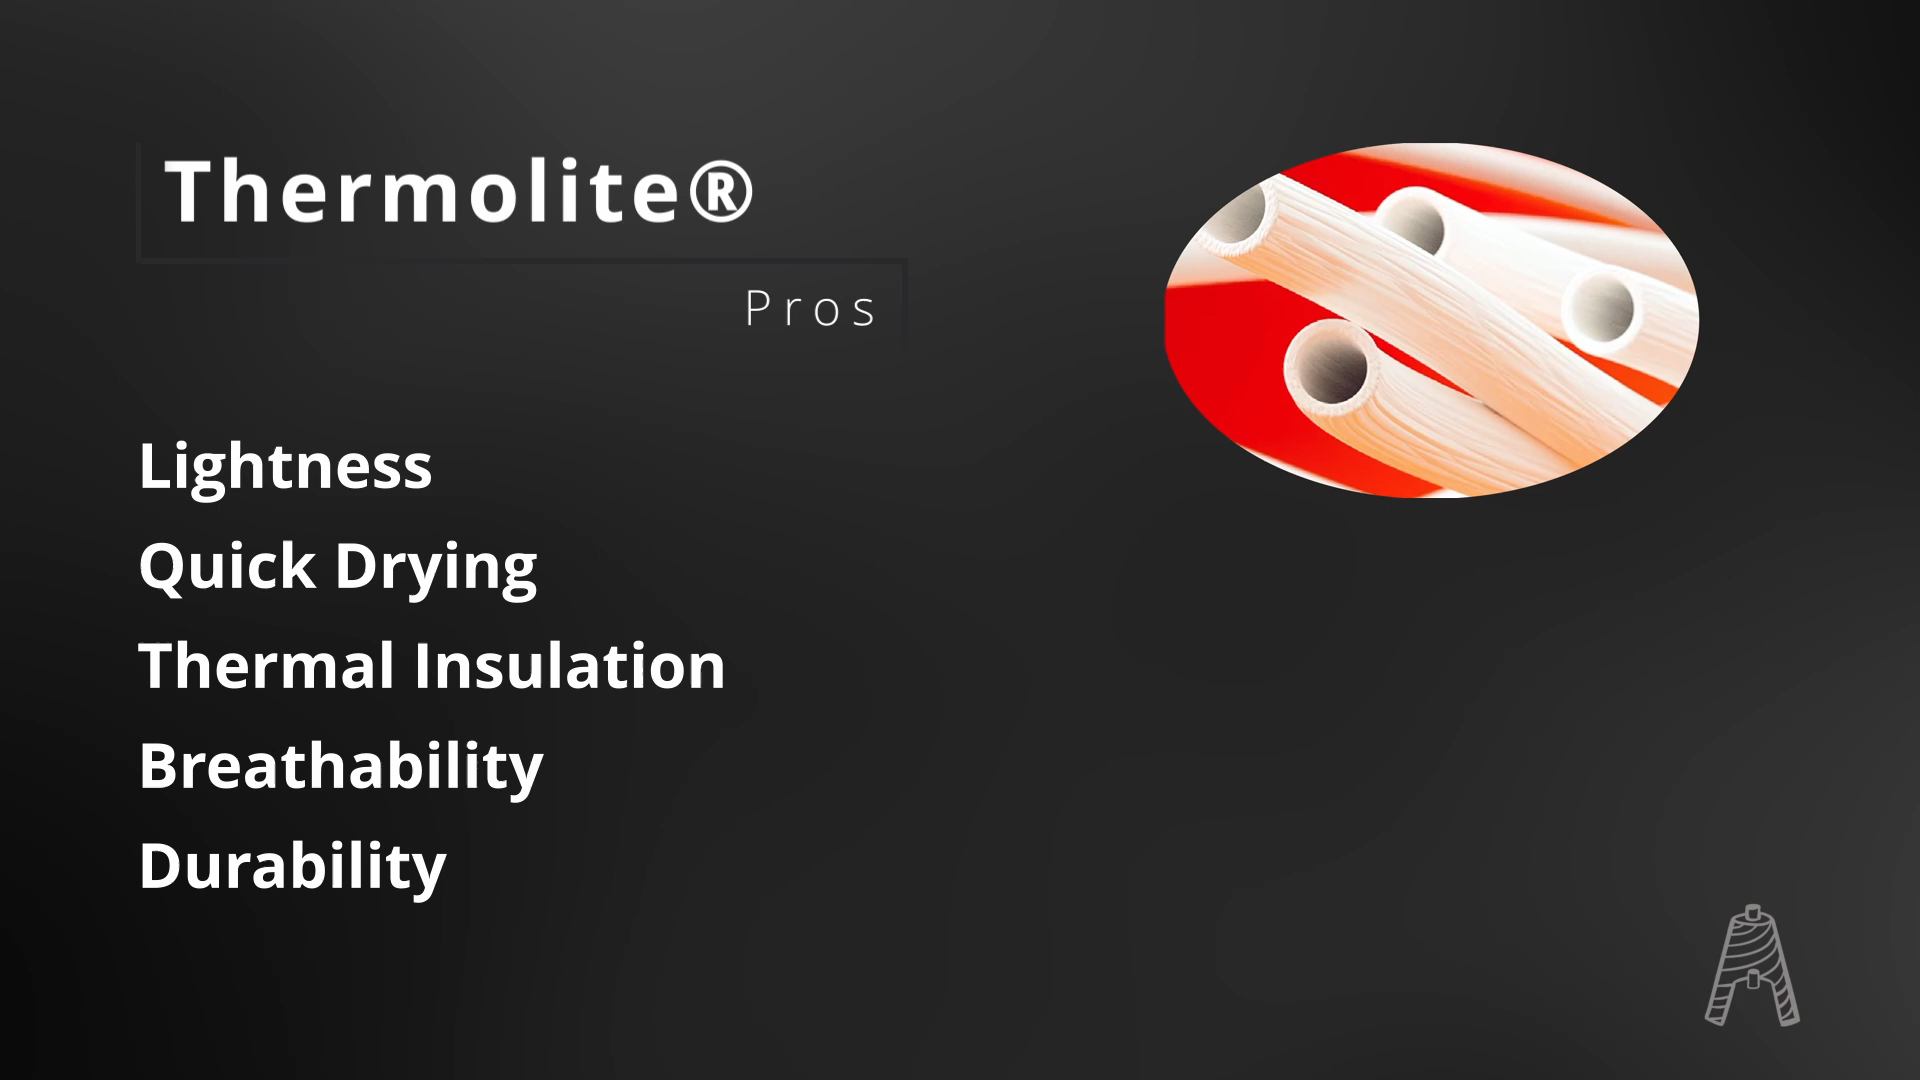 Thermolite®
Pros
Lightness
Quick Drying
Thermal Insulation
Breathability
Durability